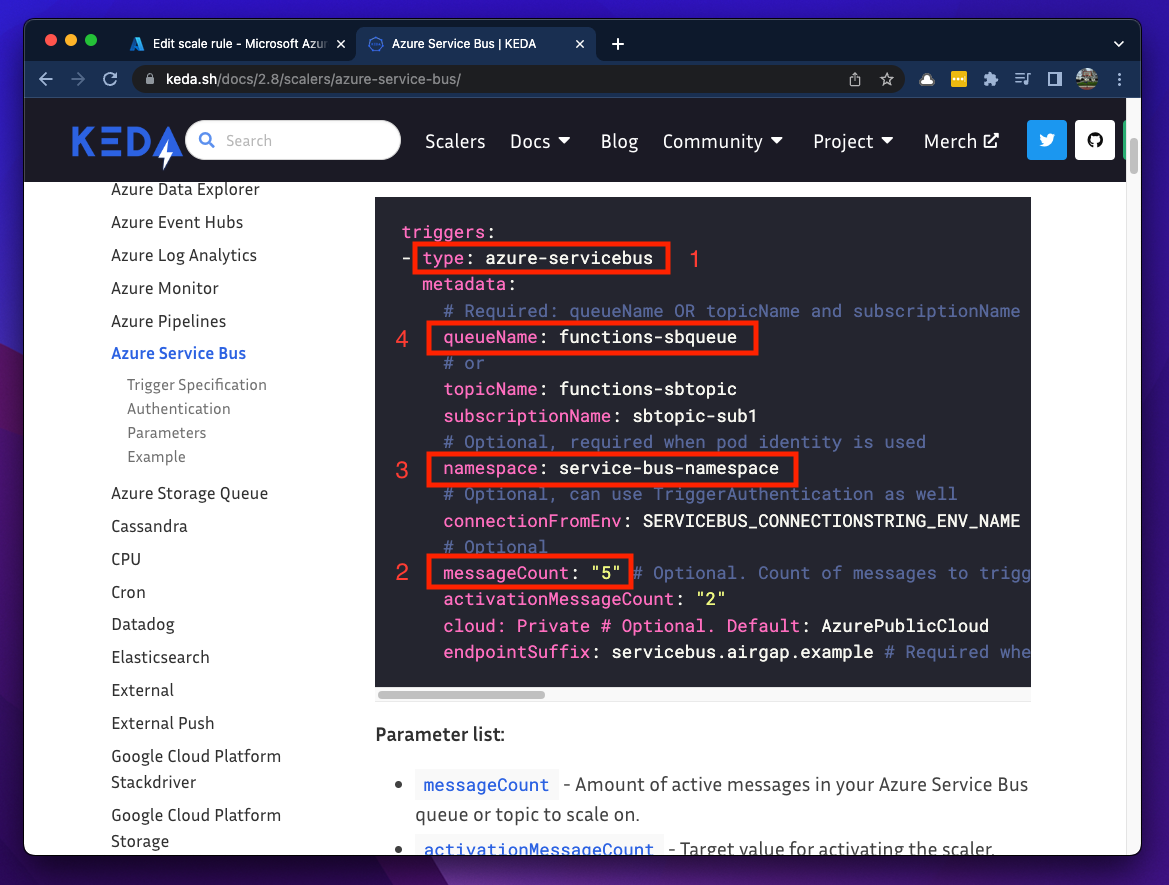 Edit scale rule - Microsoft Azur
Azure Service Bus | KEDA
keda.sh/docs/2.8/scalers/azure-service-bus/
KEDA
Search
Scalers
Docs
Blog
Community
Project
Merch
Azure Data Explorer
Azure Event Hubs
Azure Log Analytics
Azure Monitor
Azure Pipelines
Azure Service Bus
Trigger Specification
Authentication
Parameters
Example
Azure Storage Queue
Cassandra
CPU
Cron
Datadog
Elasticsearch
External
External Push
Google Cloud Platform
Stackdriver
Google Cloud Platform
Storage
triggers:
- type: azure-servicebus 1
metadata:
# Required: queueName OR topicName and subscriptionName
4 queueName: functions-sbqueue
# or
topicName: functions-sbtopic
subscriptionName: sbtopic-sub1
# Optional, required when pod identity is used
3 namespace: service-bus-namespace
# Optional, can use TriggerAuthentication as well
connectionFromEnv: SERVICEBUS_CONNECTIONSTRING_ENV_NAME
# Optional
2 messageCount: "5" # Optional. Count of messages to trigg
activationMessageCount: "2"
cloud: Private # Optional. Default: AzurePublicCloud
endpointSuffix: servicebus.airgap.example # Required whe
Parameter list:
• messageCount - Amount of active messages in your Azure Service Bus
queue or topic to scale on.
• activationMessageCount - Target value for activating the scaler.